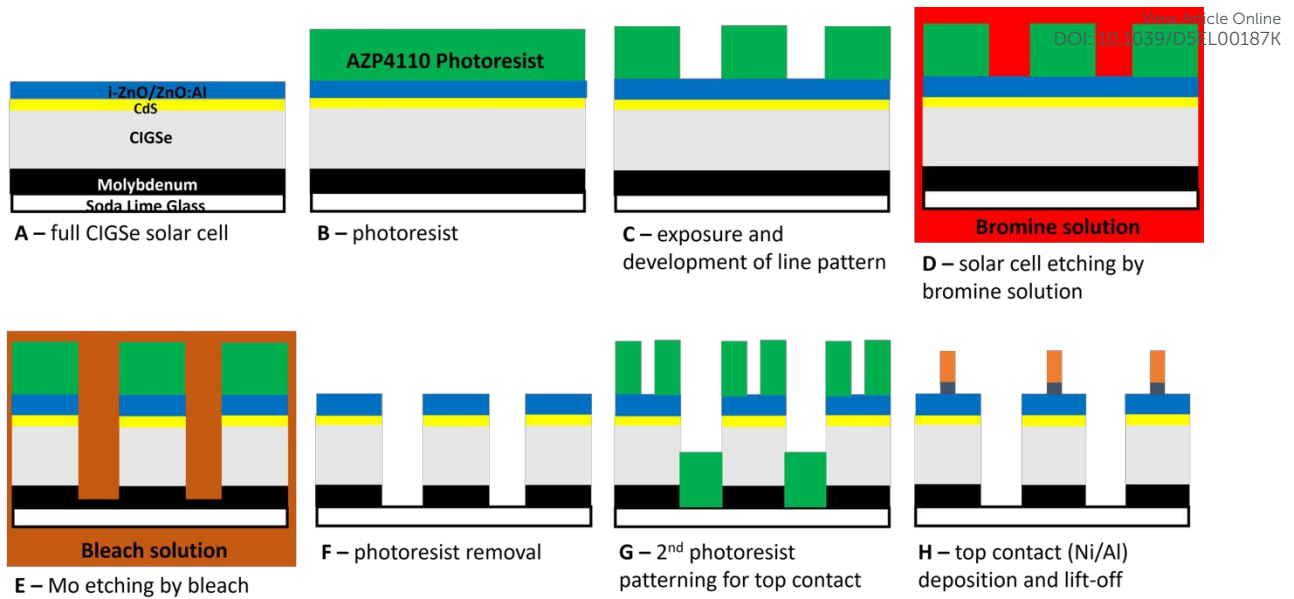 View Article Online
DOI: 10.1039/D5EL00187K
i-ZnO/ZnO:Al
CdS
CIGSe
Molybdenum
Soda Lime Glass
A – full CIGSe solar cell
AZP4110 Photoresist
B – photoresist
C – exposure and
development of line pattern
Bromine solution
D – solar cell etching by
bromine solution
Bleach solution
E – Mo etching by bleach
F – photoresist removal
G – 2nd photoresist
patterning for top contact
H – top contact (Ni/Al)
deposition and lift-off